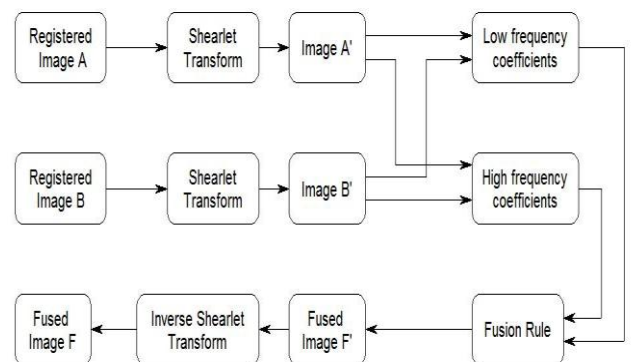 Registered
Image A
Shearlet
Transform
Image A'
Low frequency
coefficients
Registered
Image B
Shearlet
Transform
Image B'
High frequency
coefficients
Fused
Image F
Inverse Shearlet
Transform
Fused
Image F'
Fusion Rule